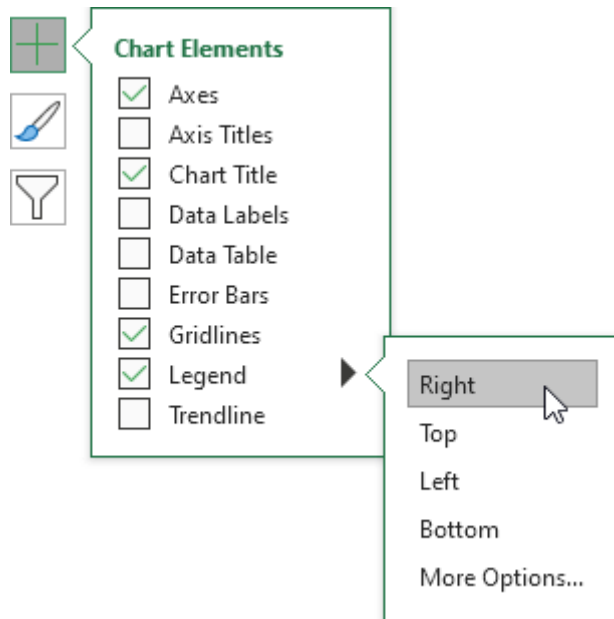 Chart Elements
Axes
Axis Titles
Chart Title
Data Labels
Data Table
Error Bars
Gridlines
Legend
Trendline
Right
Top
Left
Bottom
More Options...